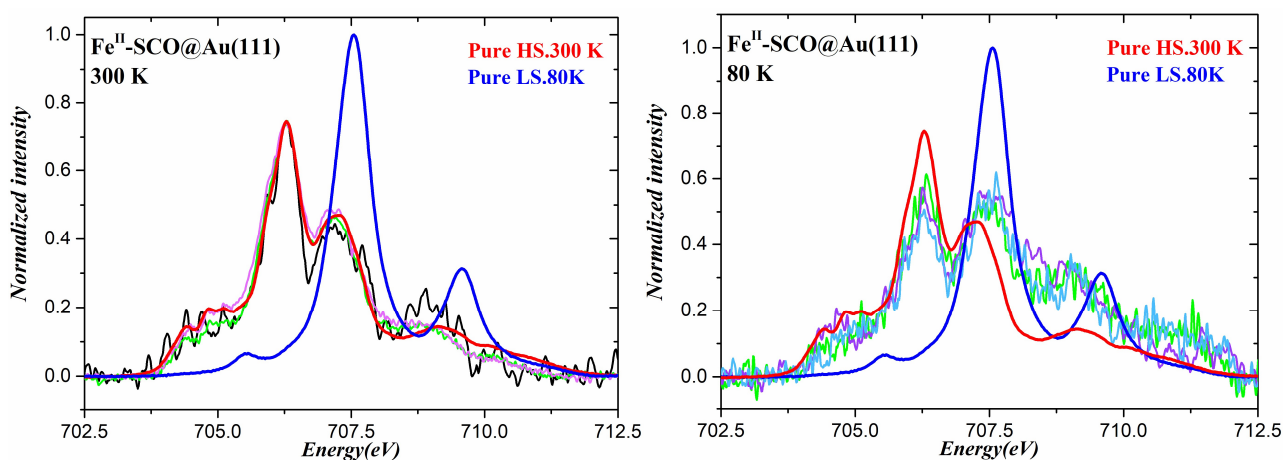 Fe^II-SCO@Au(111)
300 K
Pure HS.300 K
Pure LS.80K
Normalized intensity
1.0
0.8
0.6
0.4
0.2
0.0
702.5 705.0 707.5 710.0 712.5
Energy(eV)
Fe^II-SCO@Au(111)
80 K
Pure HS.300 K
Pure LS.80K
Normalized intensity
1.0
0.8
0.6
0.4
0.2
0.0
702.5 705.0 707.5 710.0 712.5
Energy(eV)